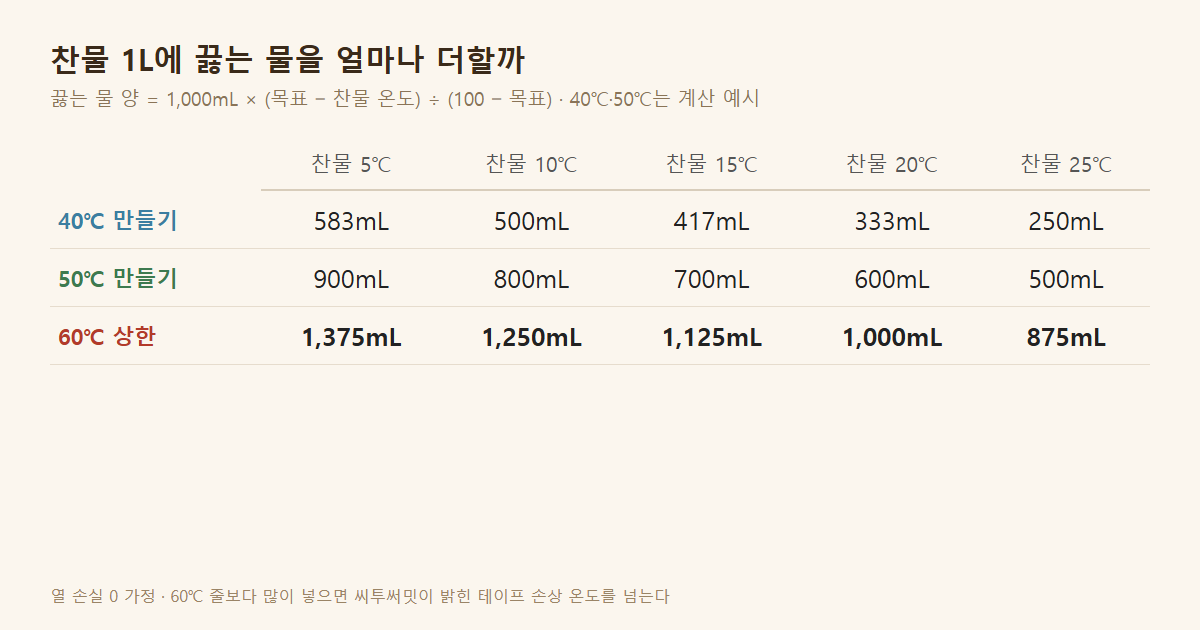 찬물 1L에 끓는 물을 얼마나 더할까
끓는 물 양 = 1,000mL × (목표 − 찬물 온도) ÷ (100 − 목표) · 40℃·50℃는 계산 예시
찬물 5℃ 찬물 10℃ 찬물 15℃ 찬물 20℃ 찬물 25℃
40℃ 만들기 583mL 500mL 417mL 333mL 250mL
50℃ 만들기 900mL 800mL 700mL 600mL 500mL
60℃ 상한 1,375mL 1,250mL 1,125mL 1,000mL 875mL
열 손실 0 가정 · 60℃ 줄보다 많이 넣으면 씨투써밋이 밝힌 테이프 손상 온도를 넘는다